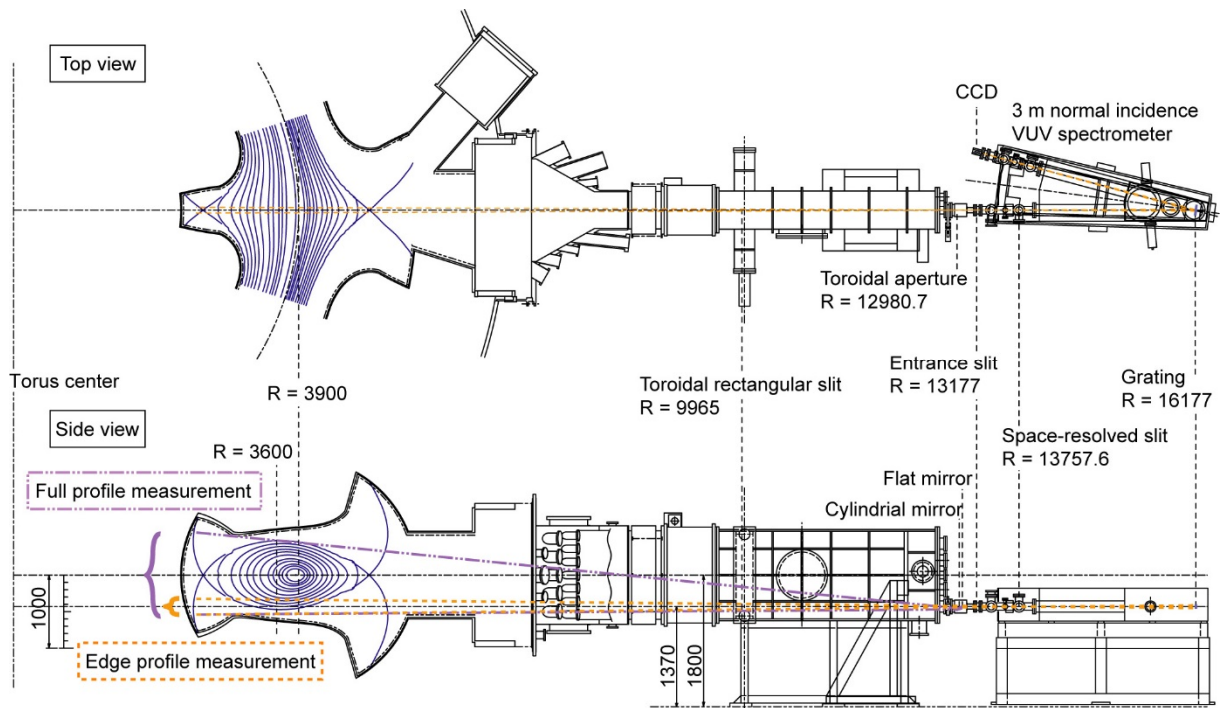 Top view
CCD
3 m normal incidence
VUV spectrometer
Toroidal aperture
R = 12980.7
Torus center
R = 3900
Toroidal rectangular slit
R = 9965
Entrance slit
R = 13177
Grating
R = 16177
Side view
R = 3600
Space-resolved slit
R = 13757.6
Full profile measurement
Flat mirror
Cylindrial mirror
1000
Edge profile measurement
1370
1800